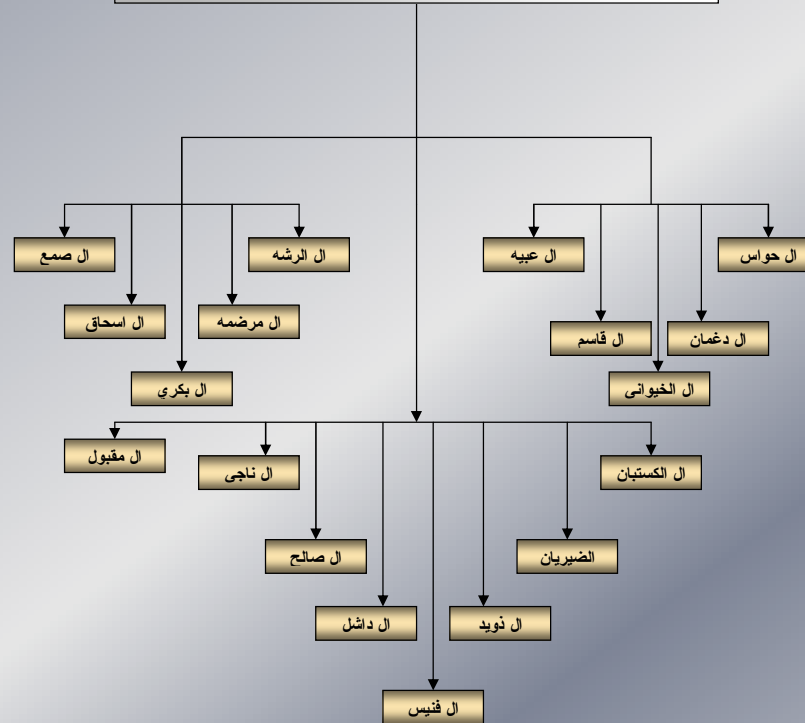 ال حواس
ال عبيه
ال الرشه
ال صمع
ال دغمان
ال قاسم
ال مرضمه
ال اسحاق
ال الخيوانى
ال بكري
ال الكستبان
ال ناجى
ال مقبول
الضيريان
ال صالح
ال ذويد
ال داشل
ال فنيس